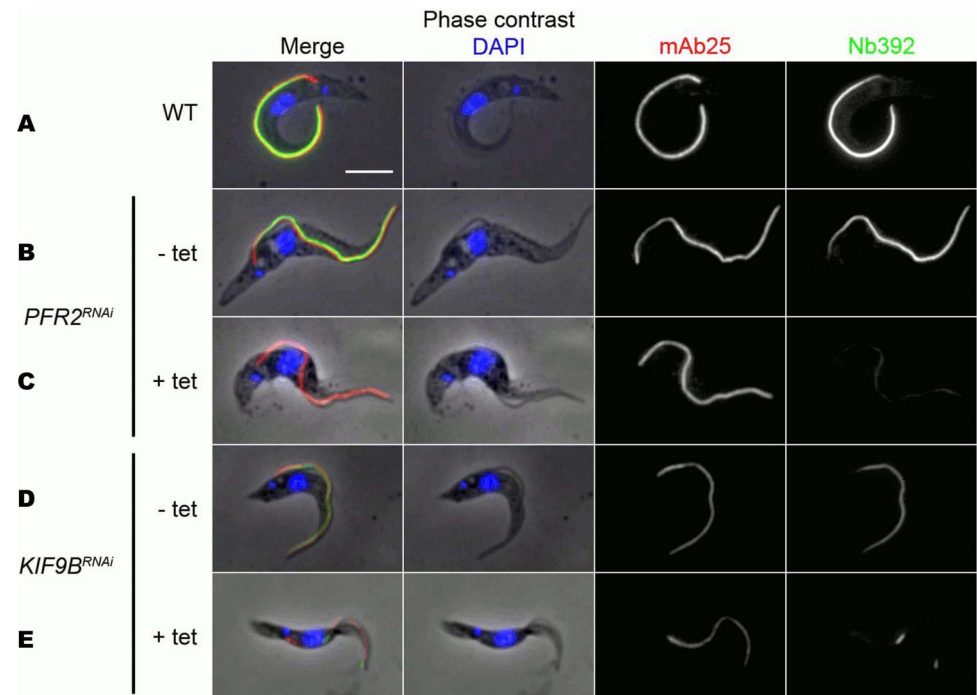 Phase contrast
Merge DAPI mAb25 Nb392
A WT
B - tet
PFR2RNAi
C + tet
D - tet
KIF9BRNAi
E + tet